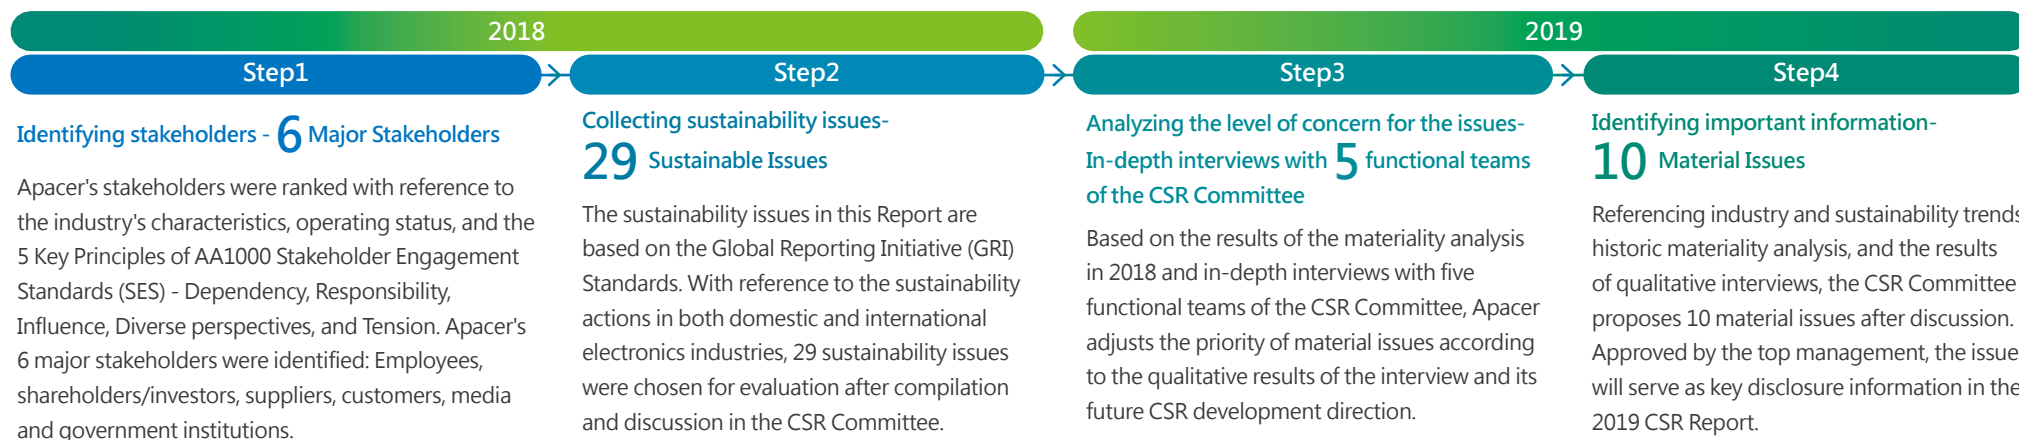 2018
2019
Step1
Step2
Step3
Step4
Identifying stakeholders - 6 Major Stakeholders
Apacer's stakeholders were ranked with reference to
the industry's characteristics, operating status, and the
5 Key Principles of AA1000 Stakeholder Engagement
Standards (SES) - Dependency, Responsibility,
Influence, Diverse perspectives, and Tension. Apacer's
6 major stakeholders were identified: Employees,
shareholders/investors, suppliers, customers, media
and government institutions.
Collecting sustainability issues-
29 Sustainable Issues
The sustainability issues in this Report are
based on the Global Reporting Initiative (GRI)
Standards. With reference to the sustainability
actions in both domestic and international
electronics industries, 29 sustainability issues
were chosen for evaluation after compilation
and discussion in the CSR Committee.
Analyzing the level of concern for the issues-
In-depth interviews with 5 functional teams
of the CSR Committee
Based on the results of the materiality analysis
in 2018 and in-depth interviews with five
functional teams of the CSR Committee, Apacer
adjusts the priority of material issues according
to the qualitative results of the interview and its
future CSR development direction.
Identifying important information-
10 Material Issues
Referencing industry and sustainability trends
historic materiality analysis, and the results
of qualitative interviews, the CSR Committee
proposes 10 material issues after discussion.
Approved by the top management, the issue
will serve as key disclosure information in the
2019 CSR Report.